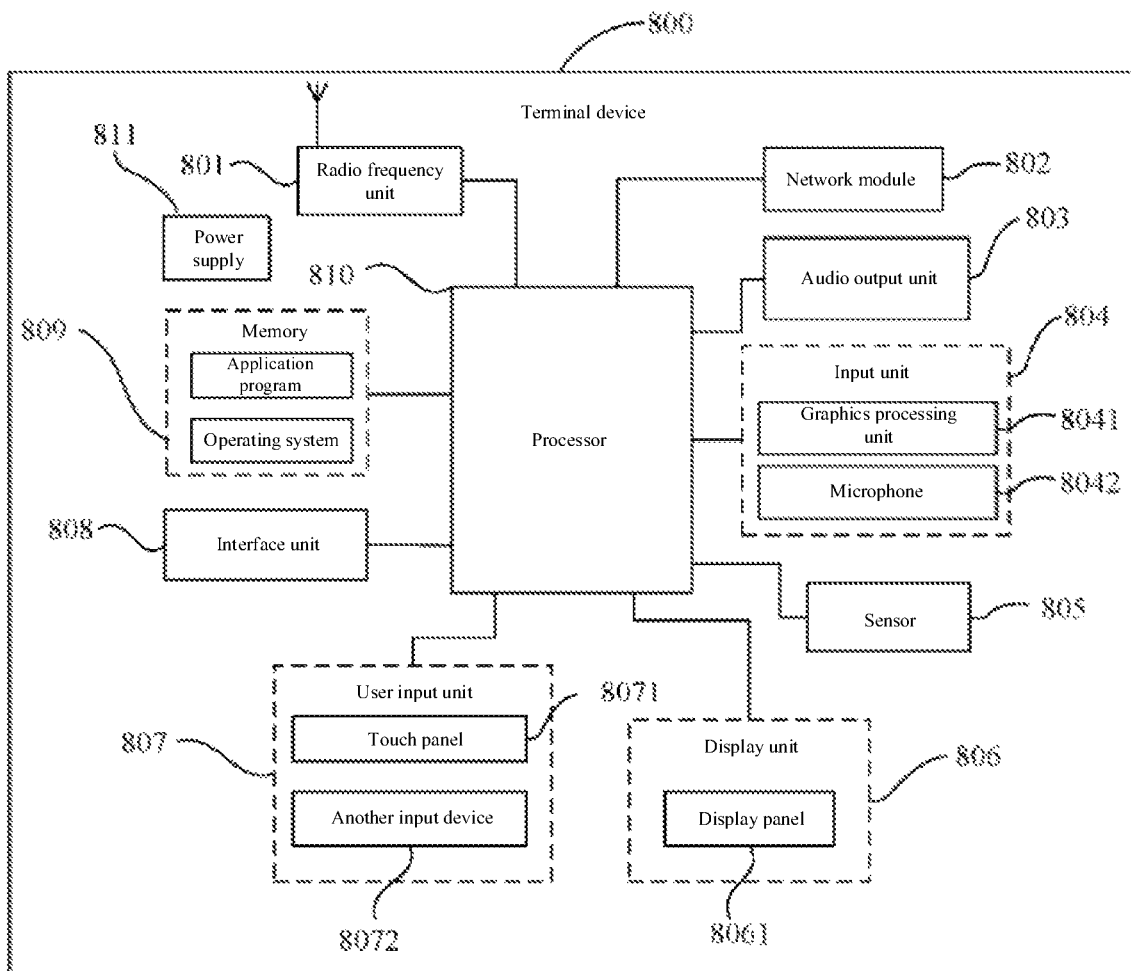 800
Terminal device
811
801
Radio frequency
unit
Network module
802
803
Power
supply
810
Audio output unit
809
Memory
Application
program
Operating system
Processor
804
Input unit
Graphics processing
unit
8041
Microphone
8042
808
Interface unit
Sensor
805
User input unit
8071
807
Touch panel
Another input device
8072
Display unit
806
Display panel
8061